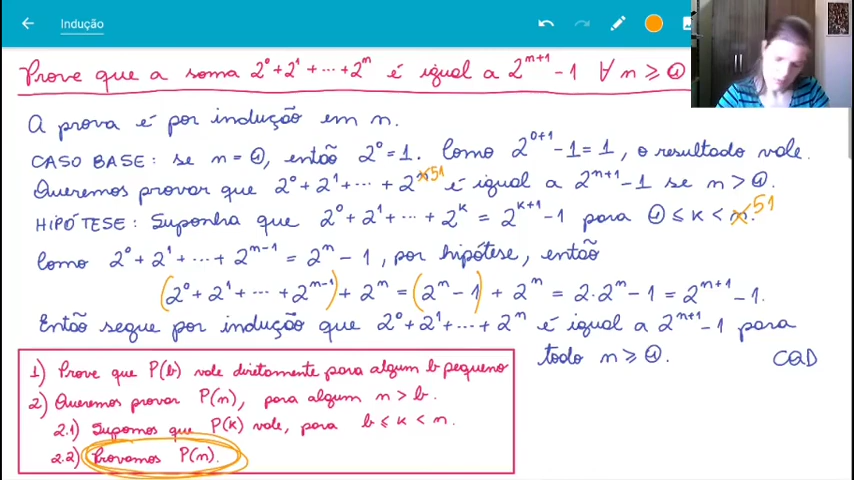 Indução
Prove que a soma 2⁰ + 2¹ + ⋯ + 2ⁿ é igual a 2ⁿ⁺¹ - 1 ∀ n ≥ 0
A prova é por indução em n.
CASO BASE: se n = 0, então 2⁰ = 1. Como 2⁰⁺¹ - 1 = 1, o resultado vale.
Queremos provar que 2⁰ + 2¹ + ⋯ + 2ⁿ 51 é igual a 2ⁿ⁺¹ - 1 se n > 0.
HIPÓTESE: Suponha que 2⁰ + 2¹ + ⋯ + 2ᵏ = 2ᵏ⁺¹ - 1 para 0 ≤ k < n. 51
Como 2⁰ + 2¹ + ⋯ + 2ⁿ⁻¹ = 2ⁿ - 1, por hipótese, então
(2⁰ + 2¹ + ⋯ + 2ⁿ⁻¹) + 2ⁿ = (2ⁿ - 1) + 2ⁿ = 2·2ⁿ - 1 = 2ⁿ⁺¹ - 1.
Então segue por indução que 2⁰ + 2¹ + ⋯ + 2ⁿ é igual a 2ⁿ⁺¹ - 1 para
todo n ≥ 0. CQD
1) Prove que P(b) vale diretamente para algum b pequeno
2) Queremos provar P(n), para algum n > b.
2.1) Supomos que P(k) vale, para b ≤ k < n.
2.2) Provamos P(n).